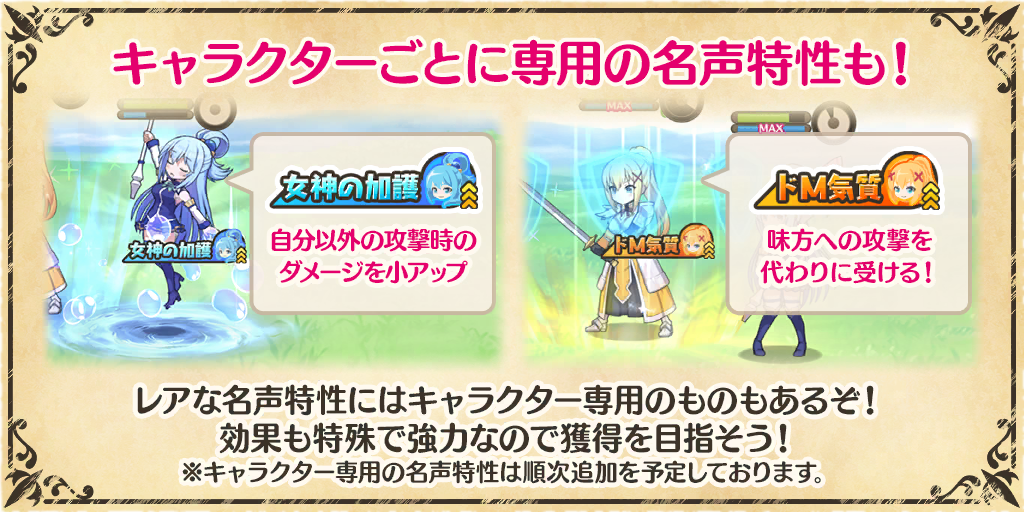 キャラクターごとに専用の名声特性も!
MAX
MAX
女神の加護
女神の加護
自分以外の攻撃時の
ダメージを小アップ
ドM気質
ドM気質
味方への攻撃を
代わりに受ける!
レアな名声特性にはキャラクター専用のものもあるぞ!
効果も特殊で強力なので獲得を目指そう!
※キャラクター専用の名声特性は順次追加を予定しております。